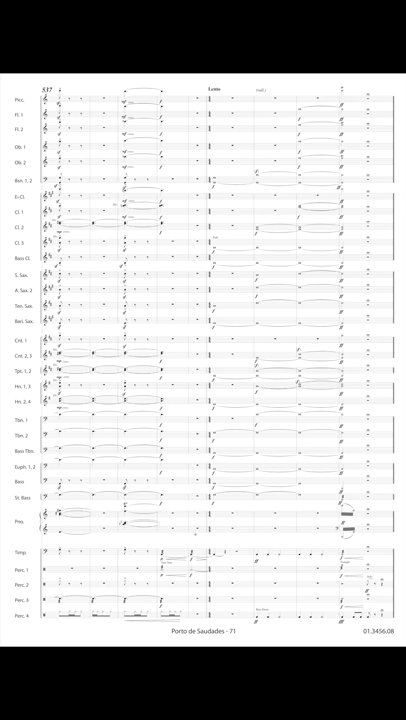 537
Lento
(rall.)
Picc.
Fl. 1
Fl. 2
Ob. 1
Ob. 2
Bsn. 1, 2
E♭ Cl.
Cl. 1
Cl. 2
Cl. 3
Bass Cl.
S. Sax.
A. Sax. 2
Ten. Sax.
Bari. Sax.
Cnt. 1
Cnt. 2, 3
Tpt. 1, 2
Hn. 1, 3
Hn. 2, 4
Tbn. 1
Tbn. 2
Bass Tbn.
Euph. 1, 2
Bass
St. Bass
Pno.
Timp.
Perc. 1
Perc. 2
Perc. 3
Perc. 4
Porto de Saudades - 71
01.3456.08